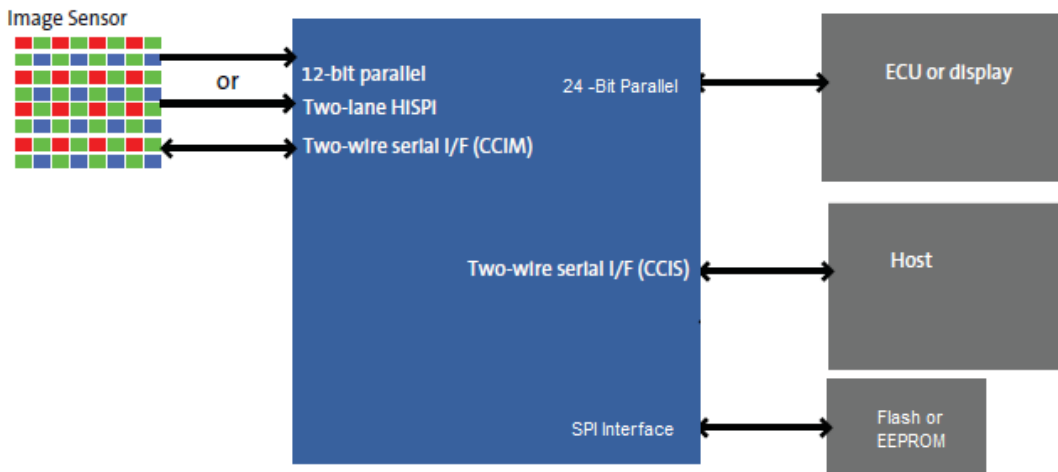 Image Sensor
or
12-bit parallel
Two-lane HISPI
Two-wire serial I/F (CCIM)
24 -Bit Parallel
ECU or display
Two-wire serial I/F (CCIS)
Host
SPI Interface
Flash or
EEPROM